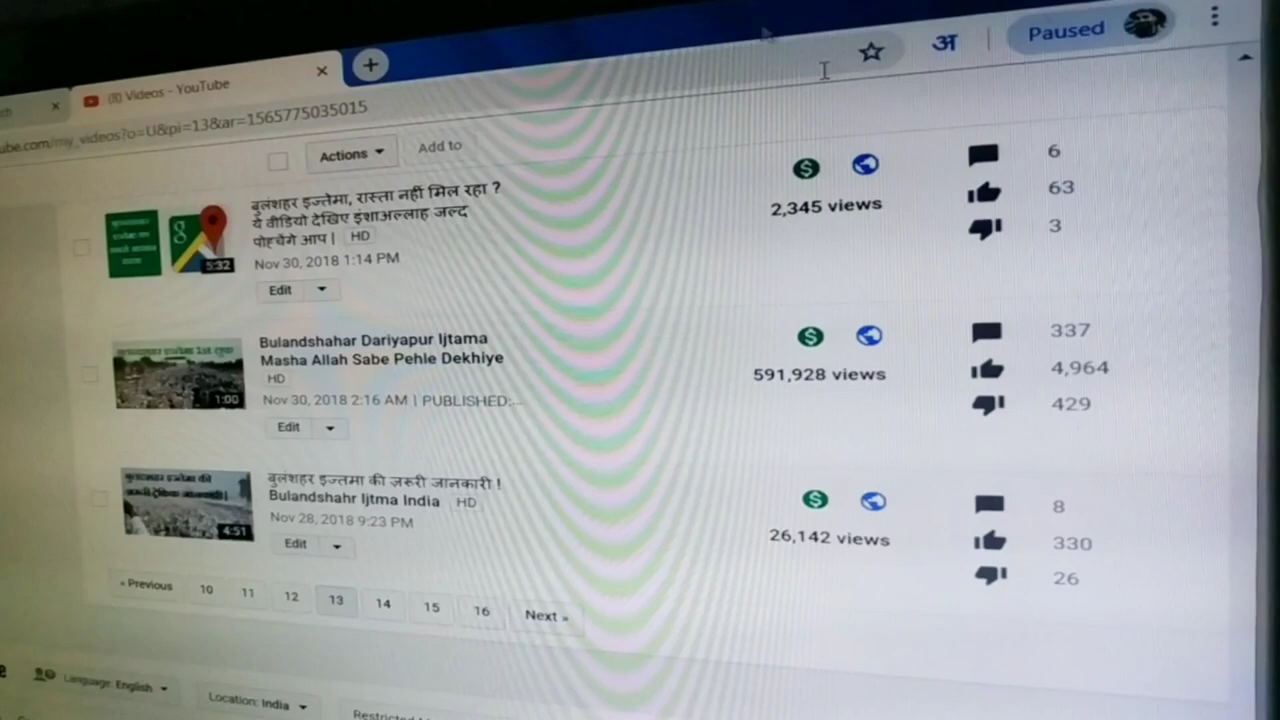 (8) Videos - YouTube
Paused
अ
ube.com/my_videos?o=U&pi=13&ar=1565775035015
Actions
Add to
बुलंशहर इज्तेमा, रास्ता नहीं मिल रहा ?
ये वीडियो देखिए इंशाअल्लाह जल्द
पोहचेंगे आप | HD
Nov 30, 2018 1:14 PM
5:32
Edit
2,345 views
6
63
3
Bulandshahar Dariyapur Ijtama
Masha Allah Sabe Pehle Dekhiye
HD
Nov 30, 2018 2:16 AM | PUBLISHED:...
1:00
Edit
591,928 views
337
4,964
429
बुलंशहर इज्तमा की ज़रूरी जानकारी !
Bulandshahr Ijtma India HD
Nov 28, 2018 9:23 PM
4:51
Edit
26,142 views
8
330
26
« Previous 10 11 12 13 14 15 16 Next »
Language: English
Location: India
Restricted